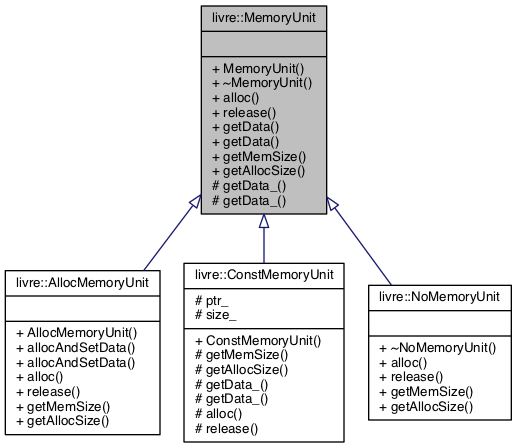 livre::MemoryUnit
+ MemoryUnit()
+ ~MemoryUnit()
+ alloc()
+ release()
+ getData()
+ getData()
+ getMemSize()
+ getAllocSize()
# getData_()
# getData_()
livre::AllocMemoryUnit
+ AllocMemoryUnit()
+ allocAndSetData()
+ allocAndSetData()
+ alloc()
+ release()
+ getMemSize()
+ getAllocSize()
livre::ConstMemoryUnit
# ptr_
# size_
+ ConstMemoryUnit()
# getMemSize()
# getAllocSize()
# getData_()
# getData_()
# alloc()
# release()
livre::NoMemoryUnit
+ ~NoMemoryUnit()
+ alloc()
+ release()
+ getMemSize()
+ getAllocSize()